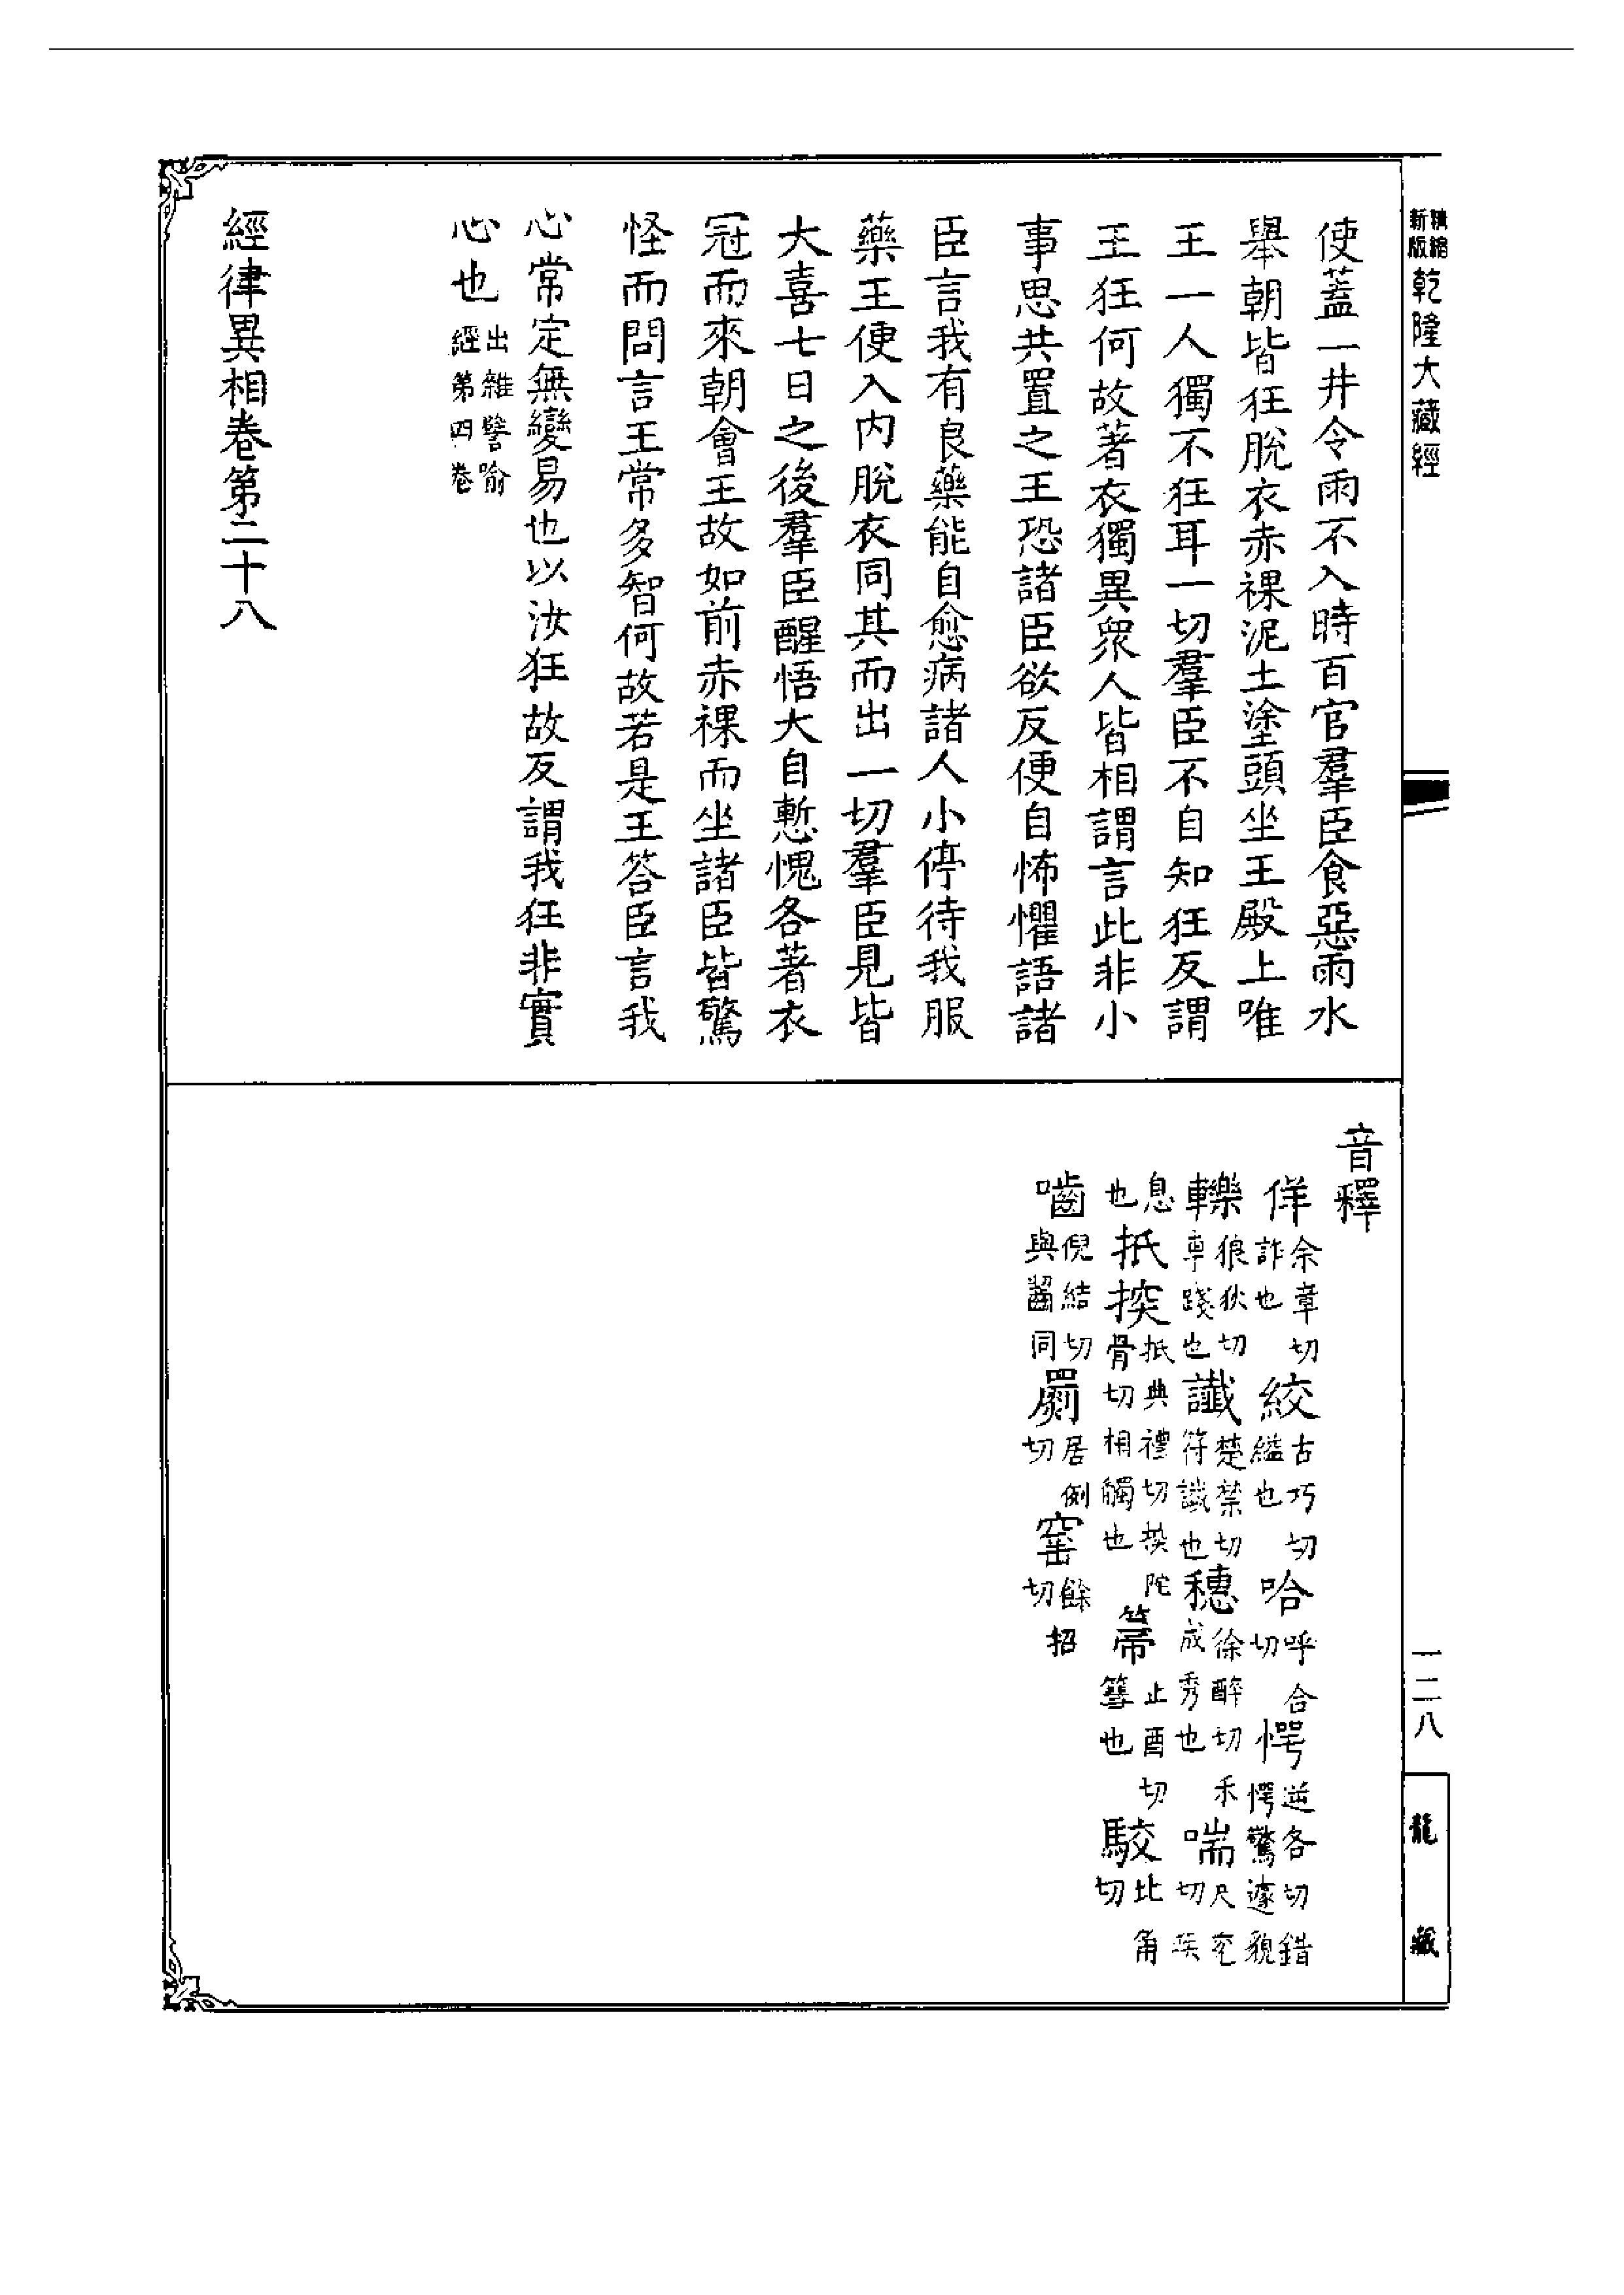 精縮
新版
乾隆大藏經
使蓋一井令雨不入時百官羣臣食惡雨水
舉朝皆狂脫衣赤裸泥土塗頭坐王殿上唯
王一人獨不狂耳一切羣臣不自知狂反謂
王狂何故著衣獨異眾人皆相謂言此非小
事思共置之王恐諸臣欲反便自怖懼語諸
臣言我有良藥能自愈病諸人小停待我服
藥王便入内脫衣同其而出一切羣臣見皆
大喜七日之後羣臣醒悟大自慙愧各著衣
冠而來朝會王故如前赤裸而坐諸臣皆驚
怪而問言王常多智何故若是王答臣言我
心常定無變易也以汝狂故反謂我狂非實
心也出雜譬喻經第四卷
經律異相卷第二十八
音釋
佯余章切詐也 絞古巧切縊也 哈呼合切 愕逆各切錯愕驚遽貌
轢狼狄切車踐也 讖楚禁切符讖也 穗徐醉切禾成秀也 喘尺兖切疾
息也 抵揬抵典禮切揬陀骨切相觸也 箒止酉切篲也 駮比角切
嚙倪結切與齧同 罽居例切 窰餘招切
一二八
龍藏